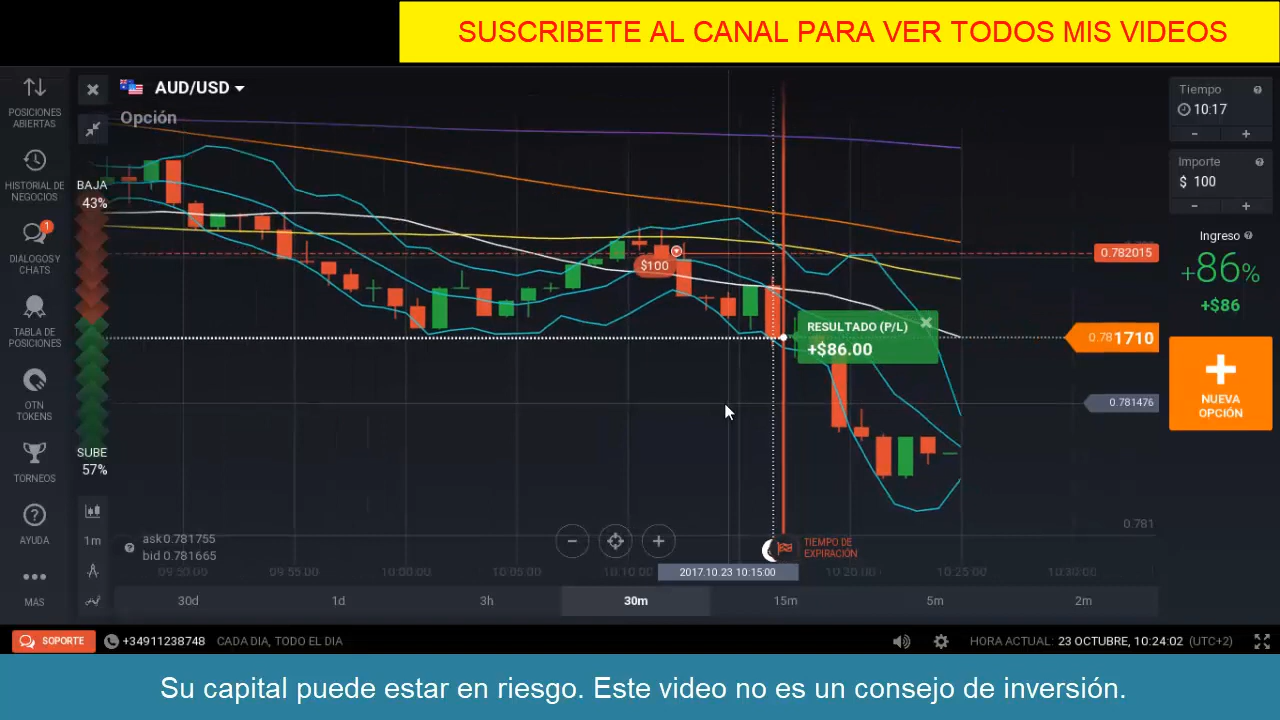 SUSCRIBETE AL CANAL PARA VER TODOS MIS VIDEOS
POSICIONES
ABIERTAS
HISTORIAL DE
NEGOCIOS
1
DIALOGOS Y
CHATS
TABLA DE
POSICIONES
OTN
TOKENS
TORNEOS
AYUDA
MÁS
AUD/USD
Opción
BAJA
43%
SUBE
57%
1m
$100
RESULTADO (P/L)
+$86.00
0.782015
0.781710
0.781476
0.781
ask 0.781755
bid 0.781665
TIEMPO DE
EXPIRACIÓN
09:50:00 09:55:00 10:00:00 10:05:00 10:10:00 2017.10.23 10:15:00 10:20:00 10:25:00 10:30:00
30d 1d 3h 30m 15m 5m 2m
Tiempo
10:17
- +
Importe
$ 100
- +
Ingreso
+86%
+$86
NUEVA
OPCIÓN
SOPORTE +34911238748 CADA DIA, TODO EL DIA HORA ACTUAL: 23 OCTUBRE, 10:24:02 (UTC+2)
Su capital puede estar en riesgo. Este video no es un consejo de inversión.